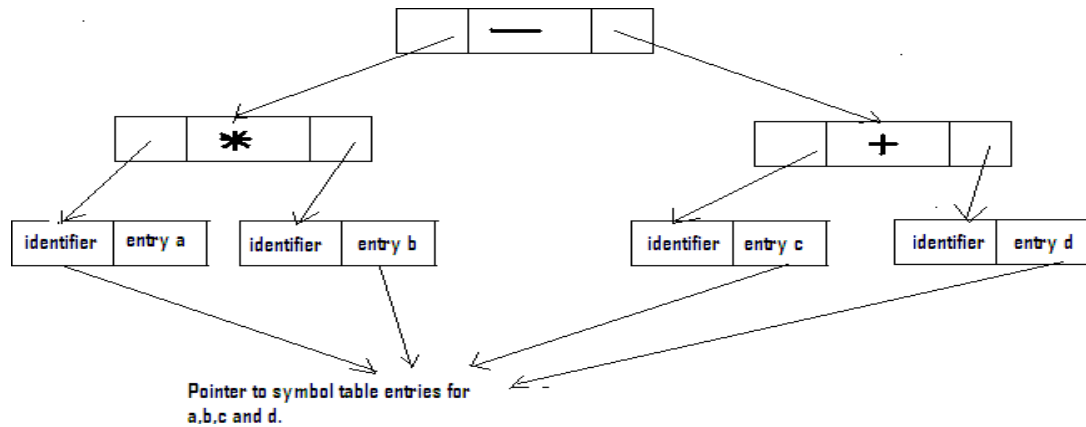 —
* +
identifier entry a identifier entry b identifier entry c identifier entry d
Pointer to symbol table entries for
a,b,c and d.